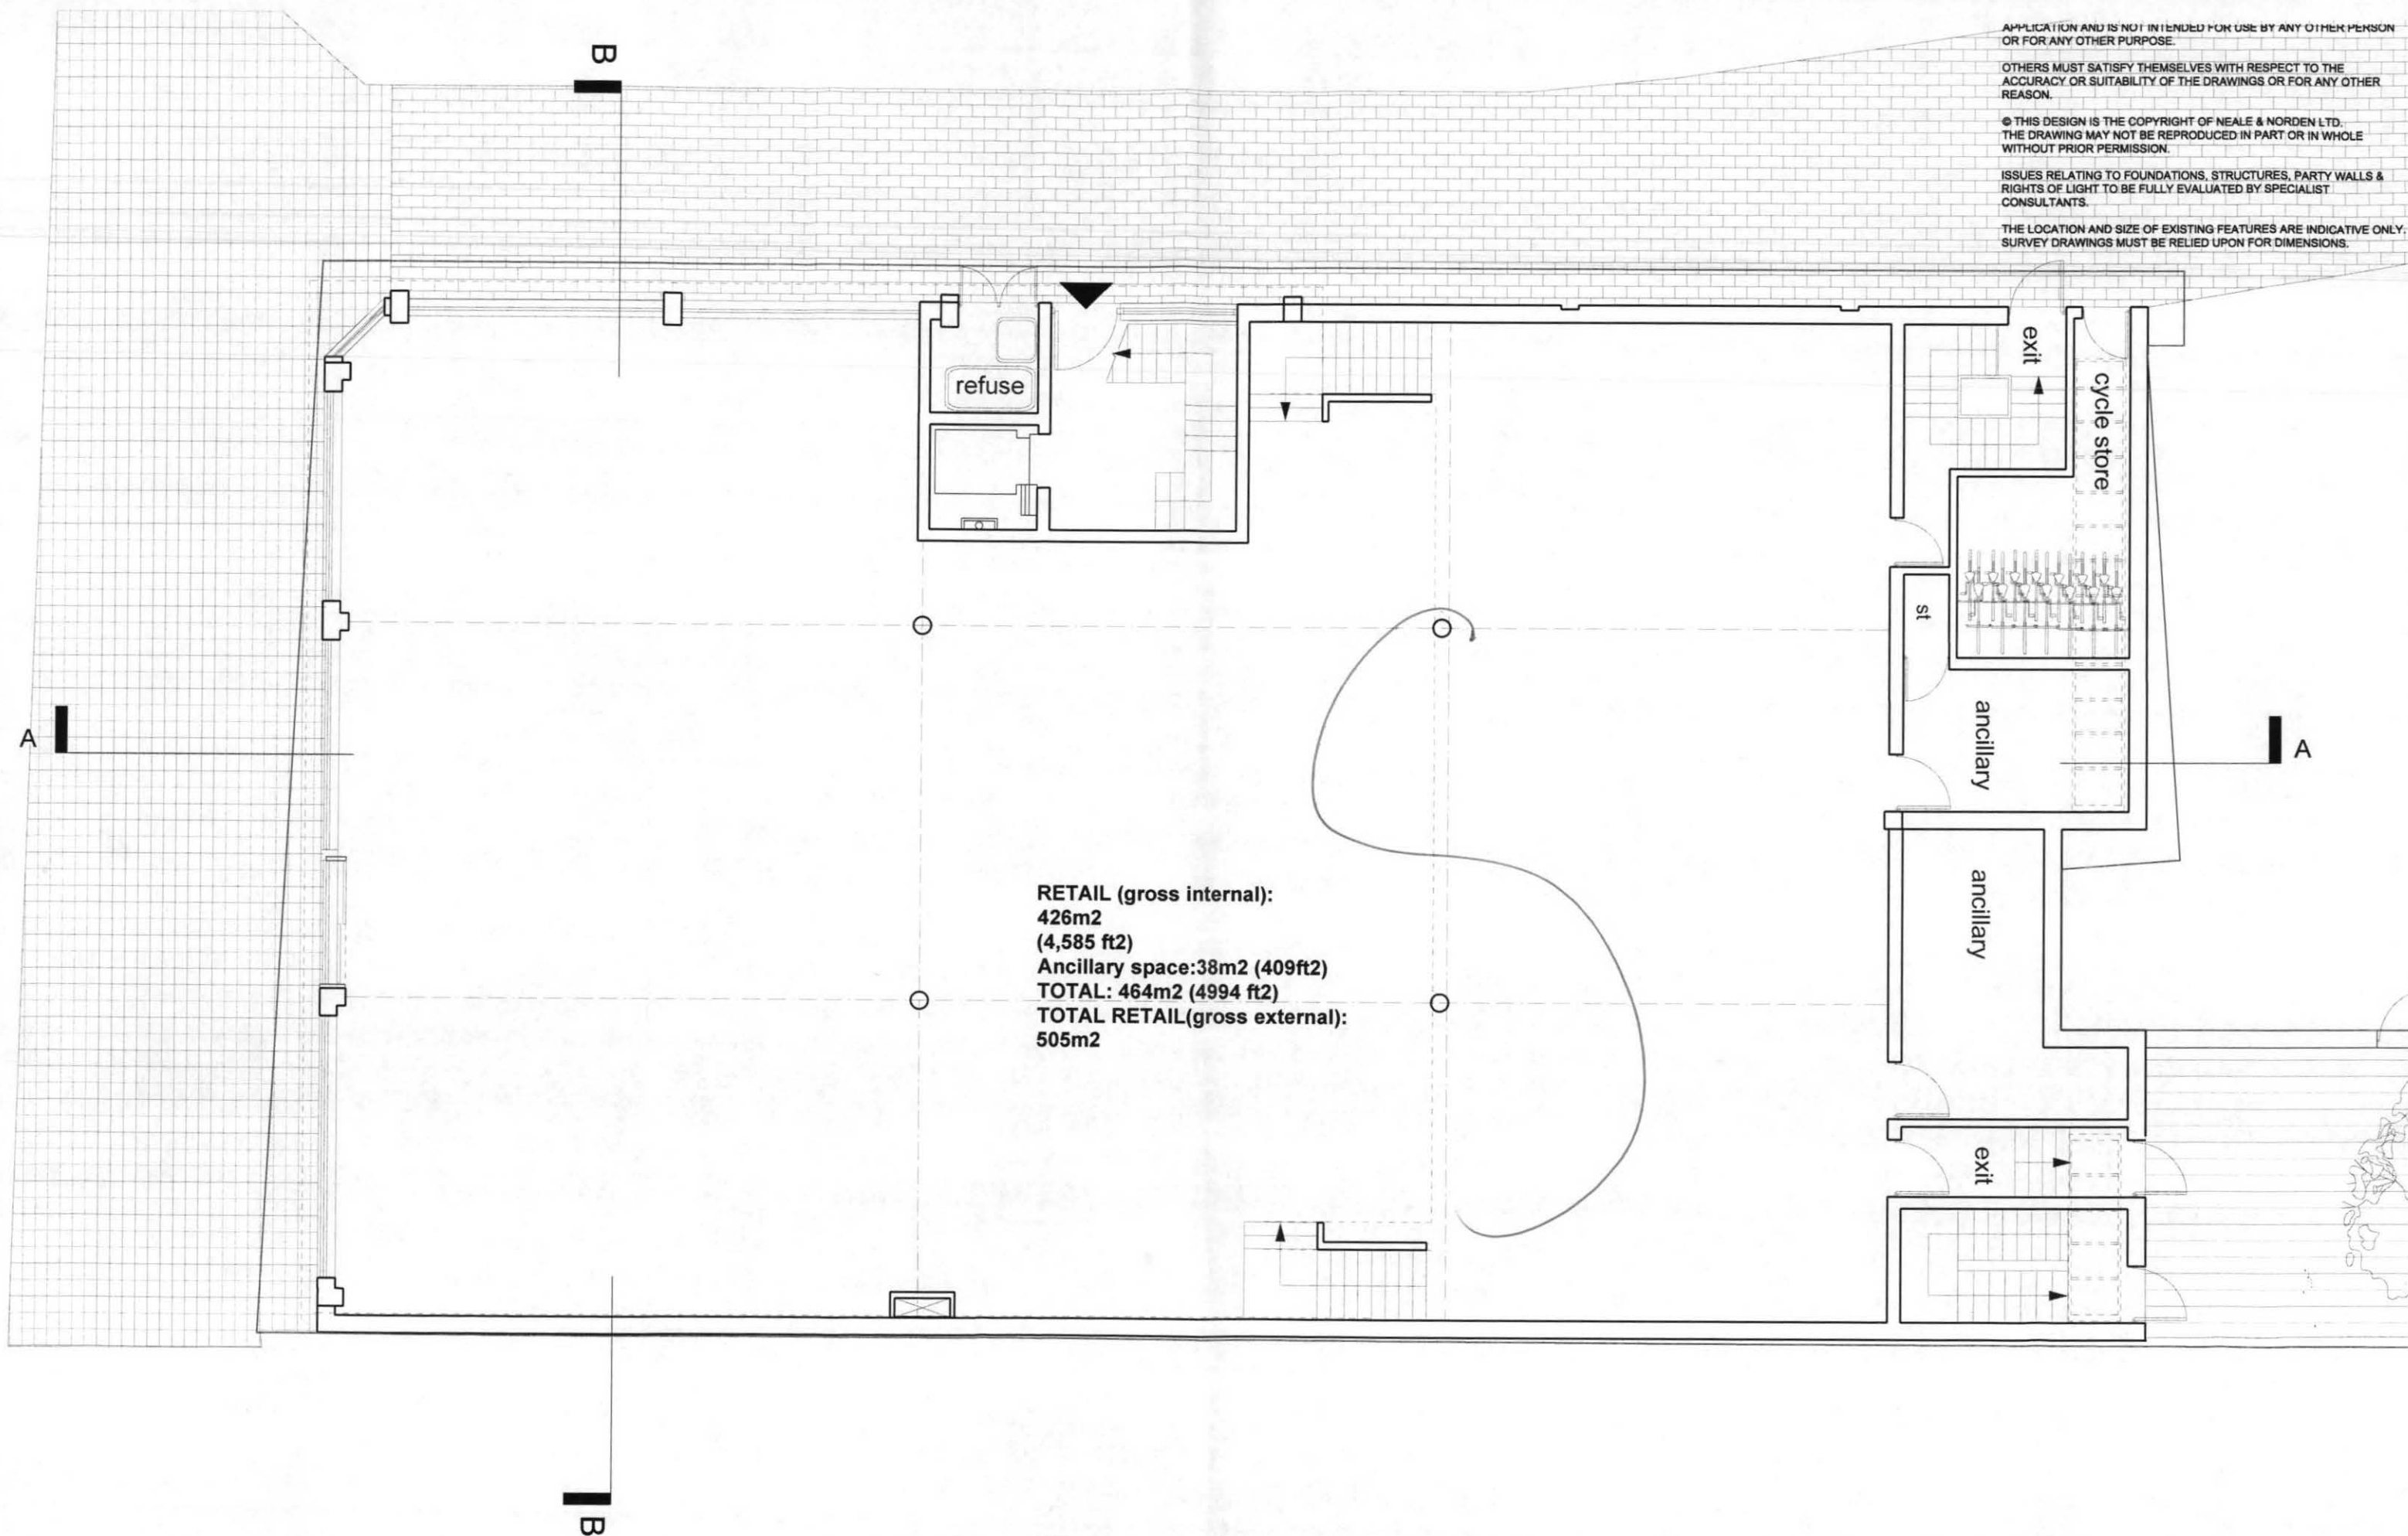 APPLICATION AND IS NOT INTENDED FOR USE BY ANY OTHER PERSON
OR FOR ANY OTHER PURPOSE.
OTHERS MUST SATISFY THEMSELVES WITH RESPECT TO THE
ACCURACY OR SUITABILITY OF THE DRAWINGS OR FOR ANY OTHER
REASON.
© THIS DESIGN IS THE COPYRIGHT OF NEALE & NORDEN LTD.
THE DRAWING MAY NOT BE REPRODUCED IN PART OR IN WHOLE
WITHOUT PRIOR PERMISSION.
ISSUES RELATING TO FOUNDATIONS, STRUCTURES, PARTY WALLS &
RIGHTS OF LIGHT TO BE FULLY EVALUATED BY SPECIALIST
CONSULTANTS.
THE LOCATION AND SIZE OF EXISTING FEATURES ARE INDICATIVE ONLY.
SURVEY DRAWINGS MUST BE RELIED UPON FOR DIMENSIONS.
B
exit
refuse
cycle store
st
A
ancillary
A
RETAIL (gross internal):
426m2
(4,585 ft2)
Ancillary space:38m2 (409ft2)
TOTAL: 464m2 (4994 ft2)
TOTAL RETAIL(gross external):
505m2
ancillary
exit
B